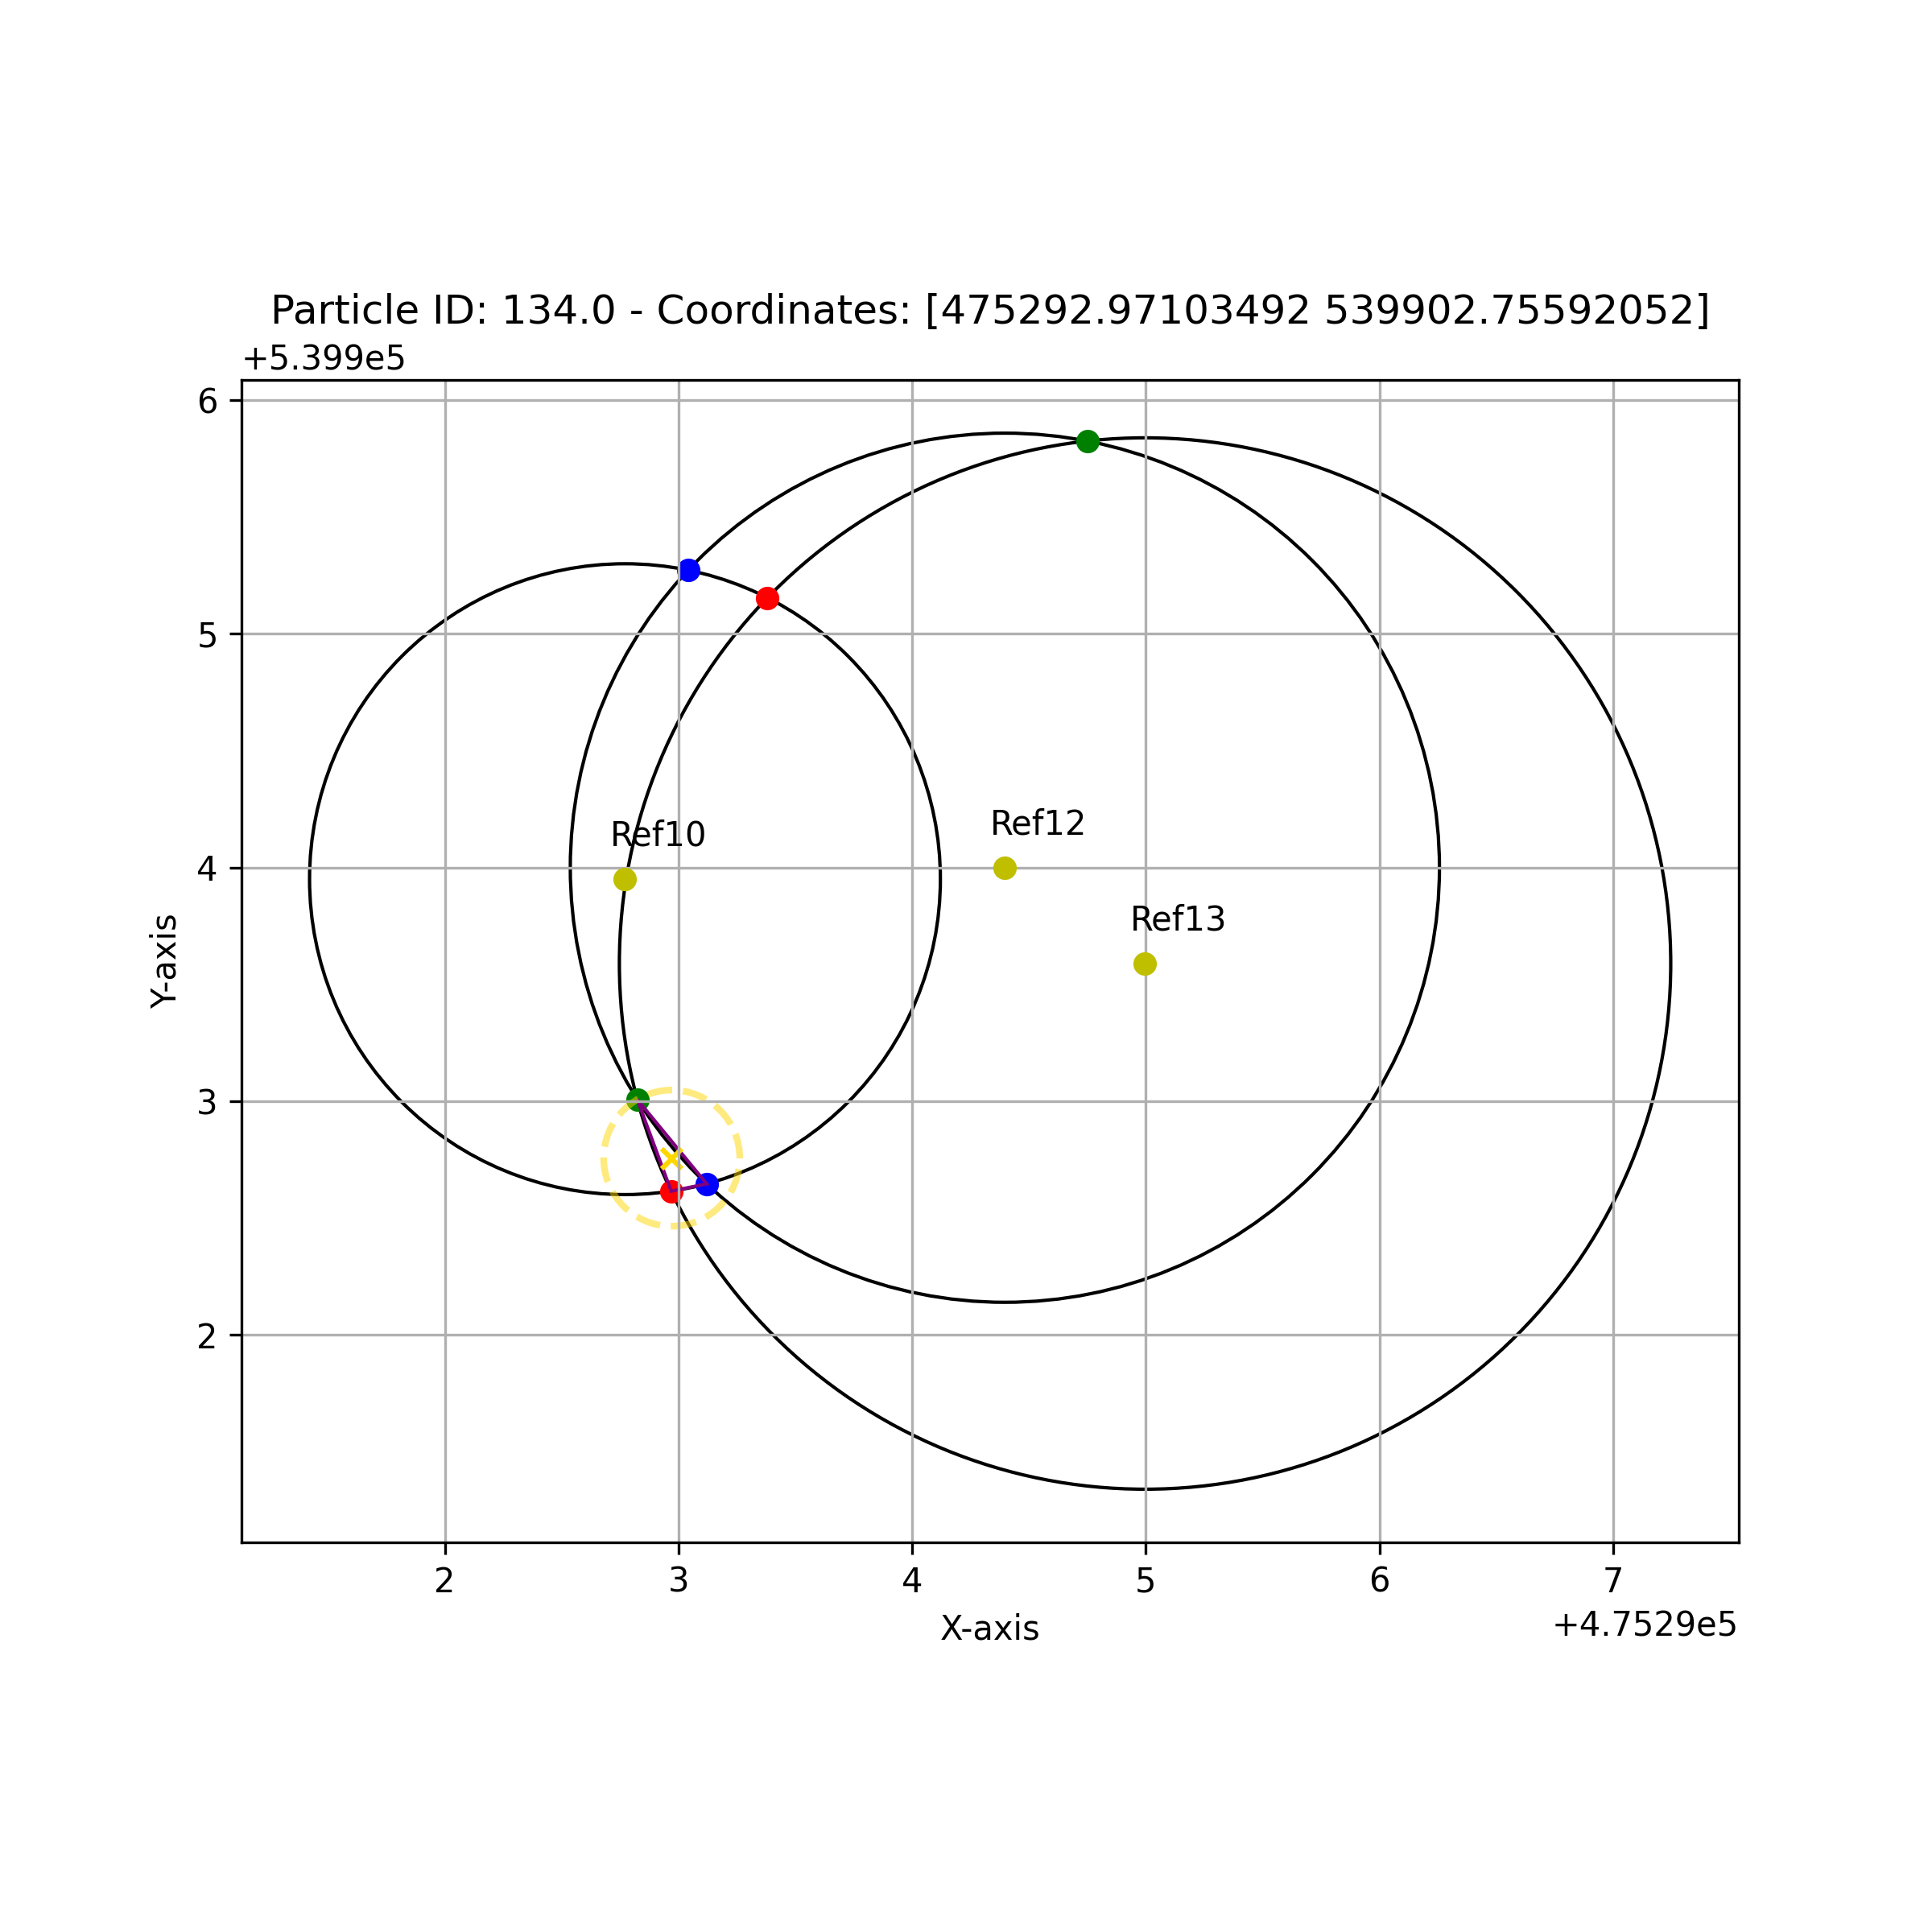 Particle ID: 134.0 - Coordinates: [475292.97103492 539902.75592052]
+5.399e5
6
5
Ref12
Ref10
4
Ref13
Y-axis
3
2
2 3 4 5 6 7
X-axis
+4.7529e5